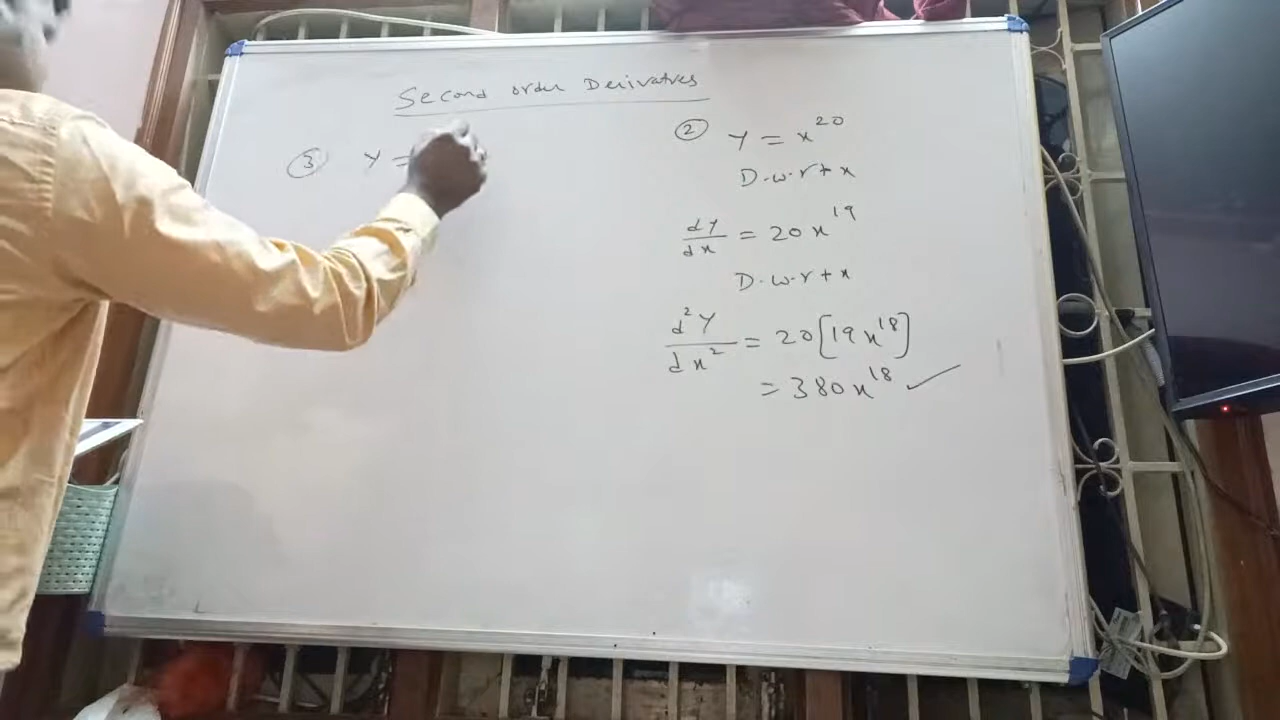 Second order Derivatives
③ y =
② y = x²⁰
D.w.r+x
dy/dx = 20x¹⁹
D.w.r+x
d²y/dx² = 20[19x¹⁸]
= 380x¹⁸ ✓